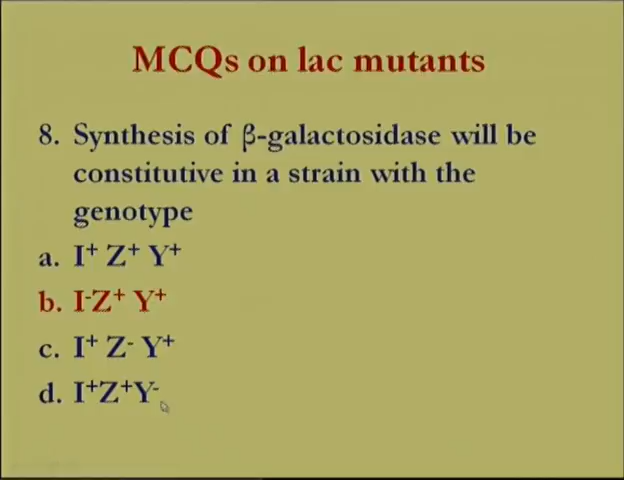 MCQs on lac mutants
8. Synthesis of β-galactosidase will be
constitutive in a strain with the
genotype
a. I⁺ Z⁺ Y⁺
b. I⁻Z⁺ Y⁺
c. I⁺ Z⁻ Y⁺
d. I⁺Z⁺Y⁻